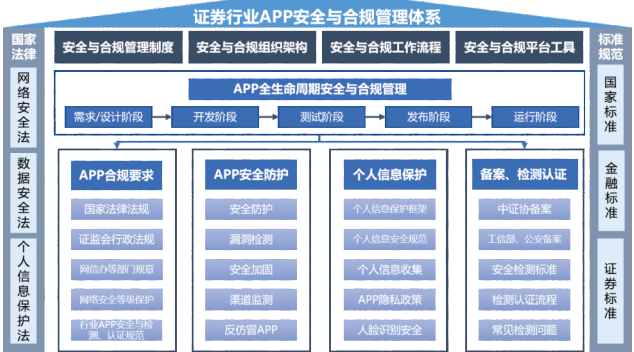 证券行业APP安全与合规管理体系
国家
法律
安全与合规管理制度
安全与合规组织架构
安全与合规工作流程
安全与合规平台工具
标准
规范
网络安全法
数据安全法
个人信息保护法
APP全生命周期安全与合规管理
需求/设计阶段
开发阶段
测试阶段
发布阶段
运行阶段
APP合规要求
国家法律法规
证监会行政法规
网信办等部门规章
网络安全等级保护
行业APP安全与检
测、认证规范
APP安全防护
安全防护
漏洞检测
安全加固
渠道监测
反仿冒APP
个人信息保护
个人信息保护框架
个人信息安全规范
个人信息收集
APP隐私政策
人脸识别安全
备案、检测认证
中证协备案
工信部、公安备案
安全检测标准
检测认证流程
常见检测问题
国家标准
金融标准
证券标准